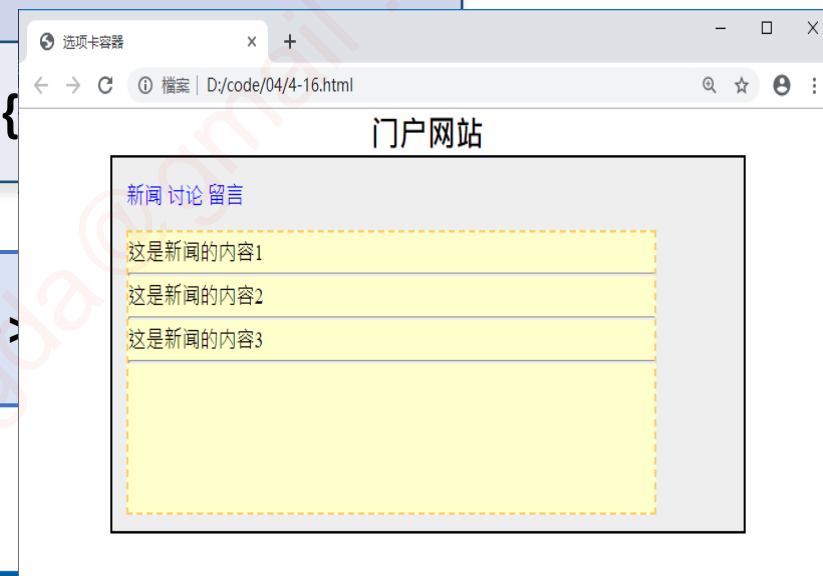 选项卡容器
檔案 D:/code/04/4-16.html
{
门户网站
新闻 讨论 留言
这是新闻的内容1
这是新闻的内容2
这是新闻的内容3